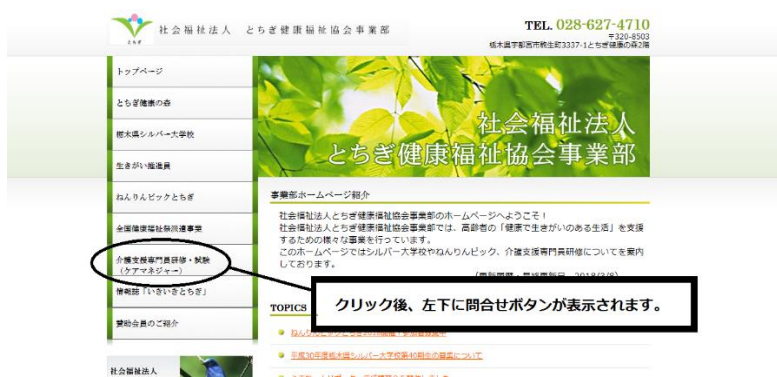 社会福祉法人 とちぎ健康福祉協会事業部
とちぎ
TEL. 028-627-4710
〒320-8503
栃木県宇都宮市駒生町3337-1とちぎ健康の森2階
トップページ
とちぎ健康の森
栃木県シルバー大学校
生きがい推進員
ねんりんピックとちぎ
全国健康福祉祭派遣事業
介護支援専門員研修・試験
(ケアマネジャー)
情報誌「いきいきとちぎ」
賛助会員のご紹介
社会福祉法人
社会福祉法人
とちぎ健康福祉協会事業部
事業部ホームページ紹介
社会福祉法人とちぎ健康福祉協会事業部のホームページへようこそ!
社会福祉法人とちぎ健康福祉協会事業部では、高齢者の「健康で生きがいのある生活」を支援
するための様々な事業を行っています。
このホームページではシルバー大学校やねんりんピック、介護支援専門員研修についてを案内
しております。
クリック後、左下に問合せボタンが表示されます。
TOPICS
平成30年度栃木県シルバー大学校第40期生の募集について